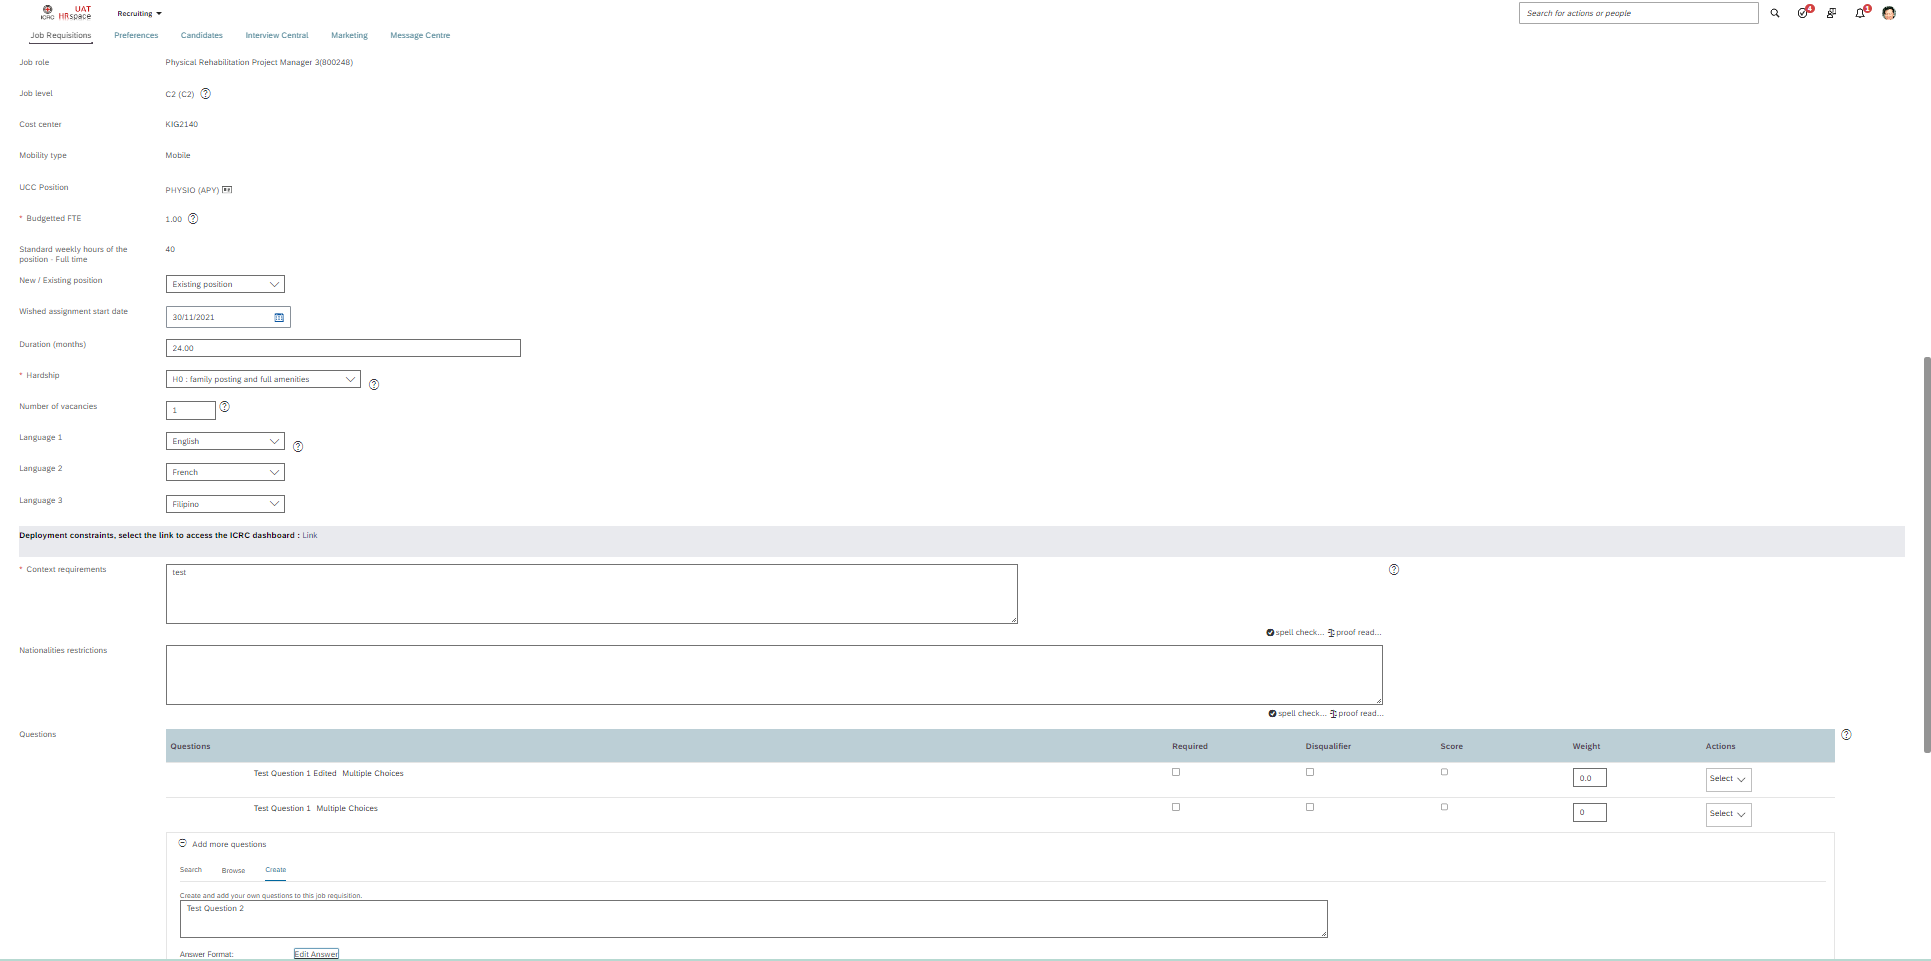 UAT
ICRC HRspace
Recruiting
Search for actions or people
4
1
Job Requisitions Preferences Candidates Interview Central Marketing Message Centre
Job role Physical Rehabilitation Project Manager 3(800248)
Job level C2 (C2) ?
Cost center KIG2140
Mobility type Mobile
UCC Position PHYSIO (APY)
* Budgetted FTE 1.00 ?
Standard weekly hours of the position - Full time 40
New / Existing position Existing position
Wished assignment start date 30/11/2021
Duration (months) 24.00
* Hardship H0 : family posting and full amenities ?
Number of vacancies 1 ?
Language 1 English ?
Language 2 French
Language 3 Filipino
Deployment constraints, select the link to access the ICRC dashboard : Link
* Context requirements test ?
spell check... proof read...
Nationalities restrictions
spell check... proof read...
Questions ?
Questions Required Disqualifier Score Weight Actions
Test Question 1 Edited Multiple Choices 0.0 Select
Test Question 1 Multiple Choices 0 Select
Add more questions
Search Browse Create
Create and add your own questions to this job requisition.
Test Question 2
Answer Format: Edit Answer